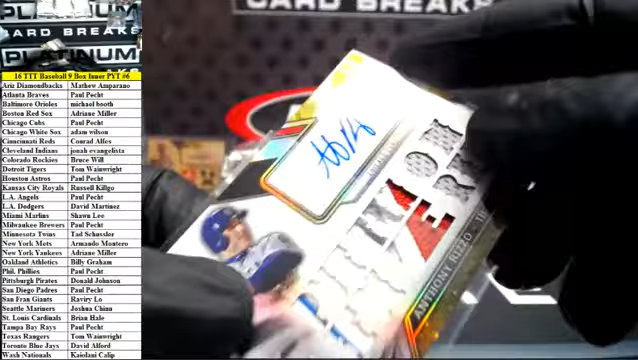 CARD BREAKS
PLATINUM
16 TTT Baseball 9 Box Inner PYT #6
Ariz Diamondbacks Mathew Amparano
Atlanta Braves Paul Pecht
Baltimore Orioles michael booth
Boston Red Sox Adriane Miller
Chicago Cubs Paul Pecht
Chicago White Sox adam wilson
Cinncinnati Reds Conrad Alfes
Cleveland Indians jonah evangelista
Colorado Rockies Bruce Will
Detroit Tigers Tom Wainwright
Houston Astros Paul Pecht
Kansas City Royals Russell Killgo
L.A. Angels Paul Pecht
L.A. Dodgers David Martinez
Miami Marlins Shawn Lee
Milwaukee Brewers Paul Pecht
Minnesota Twins Tad Schussler
New York Mets Armando Montero
New York Yankees Adriane Miller
Oakland Athletics Billy Graham
Phil. Phillies Paul Pecht
Pittsburgh Pirates Donald Johnson
San Diego Padres Paul Pecht
San Fran Giants Raviry Lo
Seattle Mariners Joshua Chinn
St. Louis Cardinals Brian Hale
Tampa Bay Rays Paul Pecht
Texas Rangers Tom Wainwright
Toronto Blue Jays David Alford
Wash Nationals Kaiolani Calip
PLATINUM
CARD BREAKS
ANTHONY RIZZO